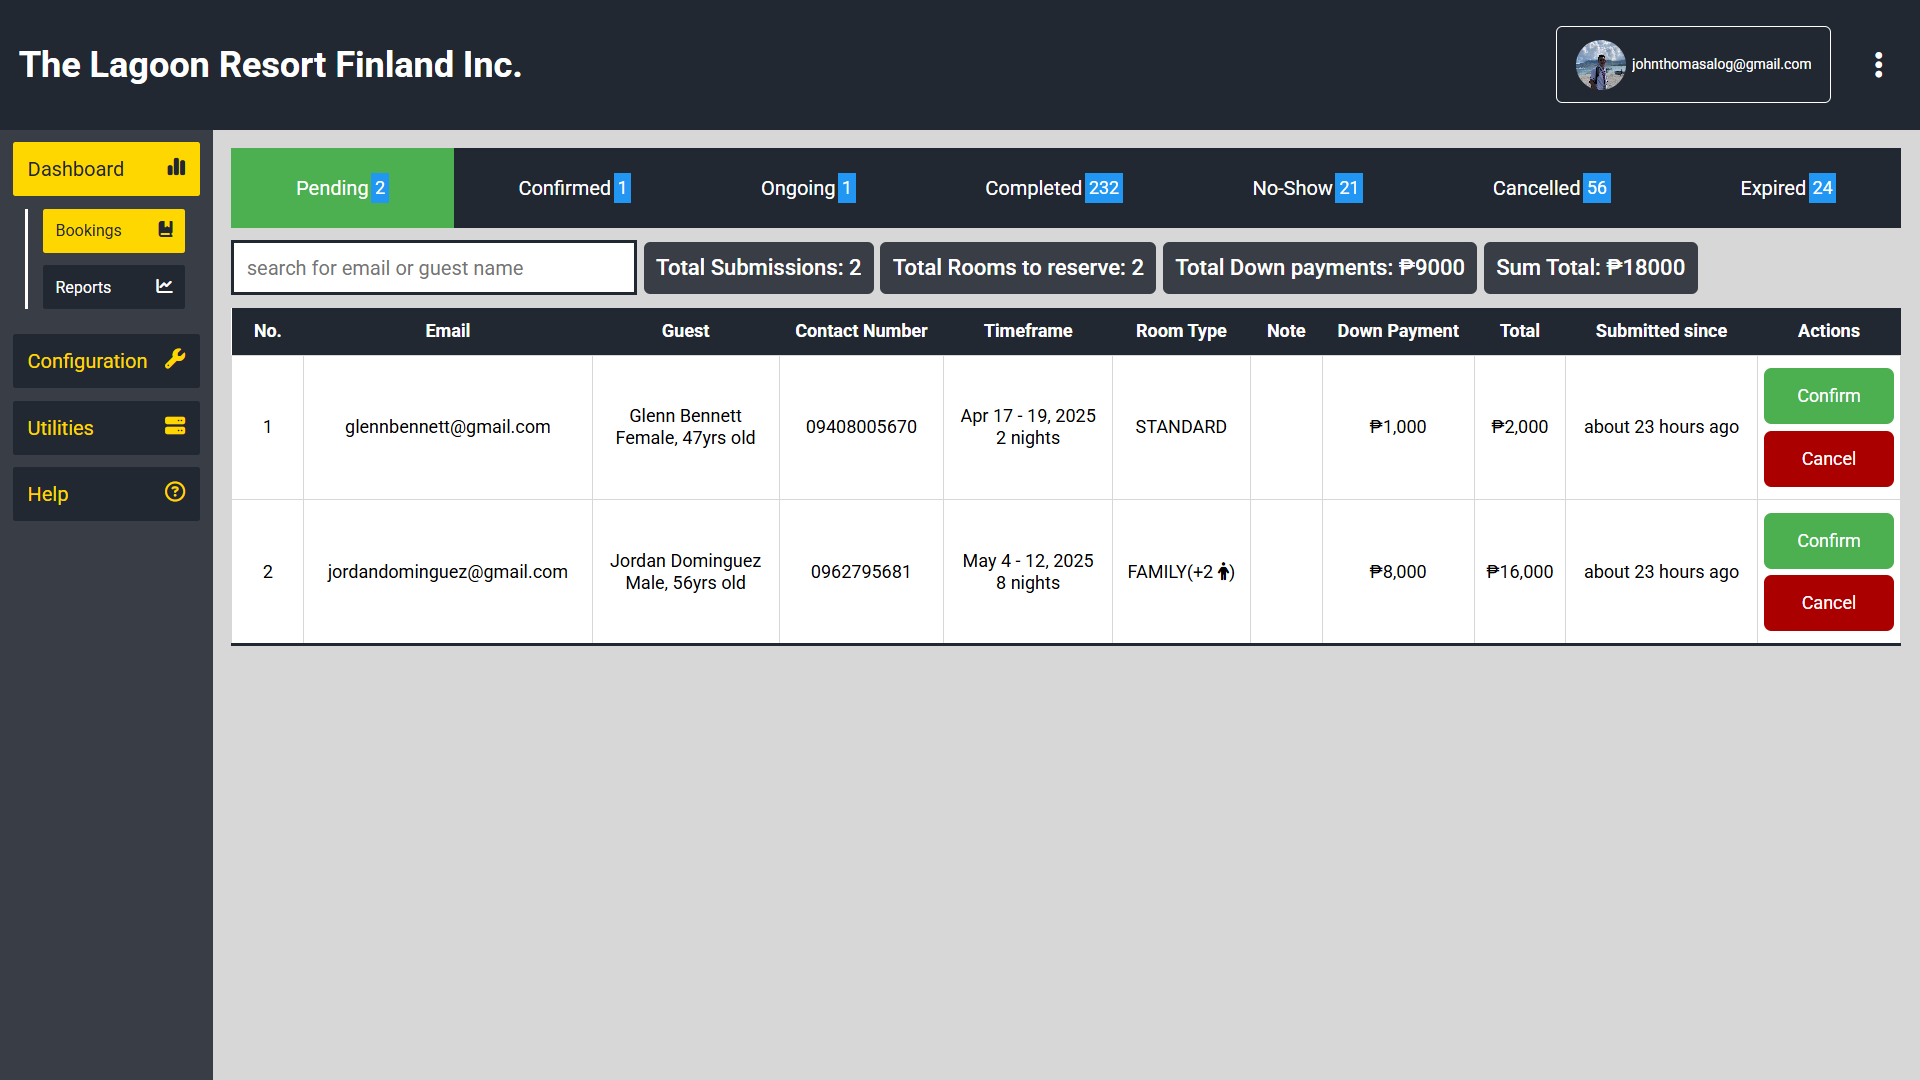 The Lagoon Resort Finland Inc.
johnthomasalog@gmail.com
Dashboard
Bookings
Reports
Configuration
Utilities
Help
Pending 2
Confirmed 1
Ongoing 1
Completed 232
No-Show 21
Cancelled 56
Expired 24
search for email or guest name
Total Submissions: 2
Total Rooms to reserve: 2
Total Down payments: ₱9000
Sum Total: ₱18000
No. Email Guest Contact Number Timeframe Room Type Note Down Payment Total Submitted since Actions
1 glennbennett@gmail.com Glenn Bennett 09408005670 Apr 17 - 19, 2025 STANDARD ₱1,000 ₱2,000 about 23 hours ago Confirm
Female, 47yrs old 2 nights Cancel
2 jordandominguez@gmail.com Jordan Dominguez 0962795681 May 4 - 12, 2025 FAMILY(+2) ₱8,000 ₱16,000 about 23 hours ago Confirm
Male, 56yrs old 8 nights Cancel